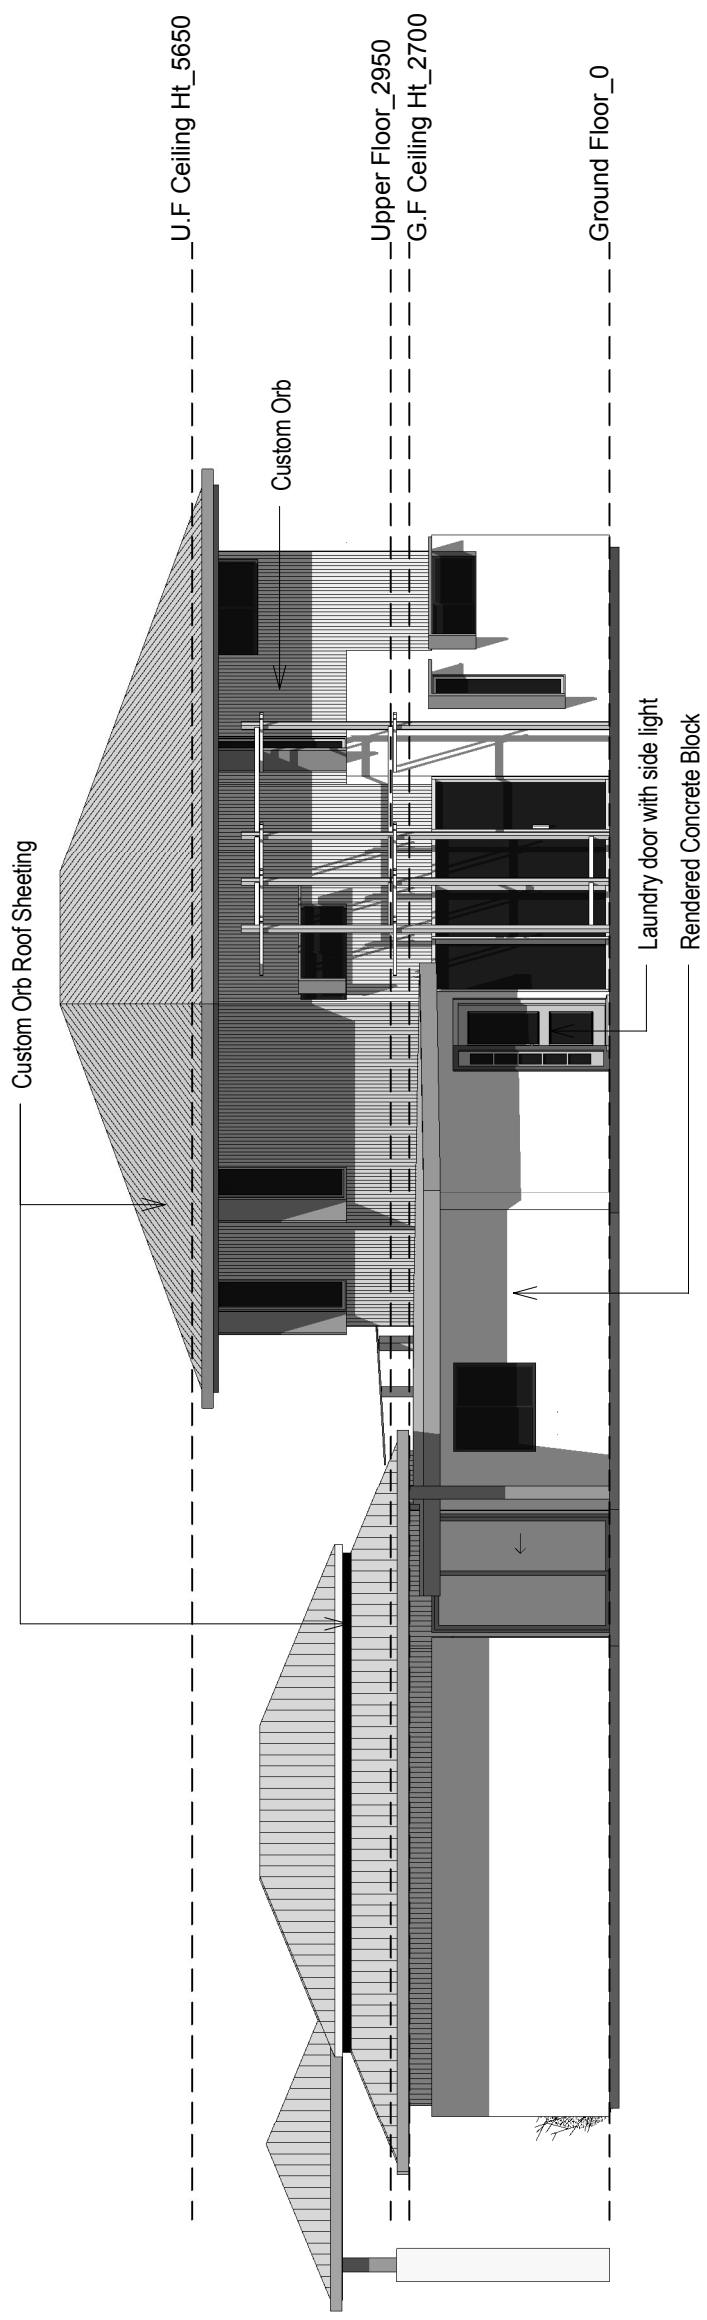 Custom Orb Roof Sheeting
U.F Ceiling Ht_5650
Custom Orb
Upper Floor_2950
G.F Ceiling Ht_2700
Ground Floor_0
Laundry door with side light
Rendered Concrete Block